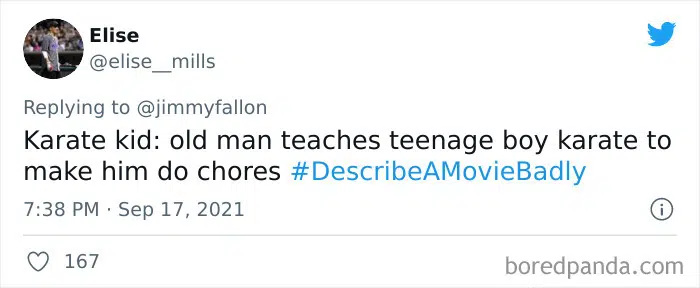 Elise
@elise__mills
Replying to @jimmyfallon
Karate kid: old man teaches teenage boy karate to
make him do chores #DescribeAMovieBadly
7:38 PM · Sep 17, 2021
167
boredpanda.com